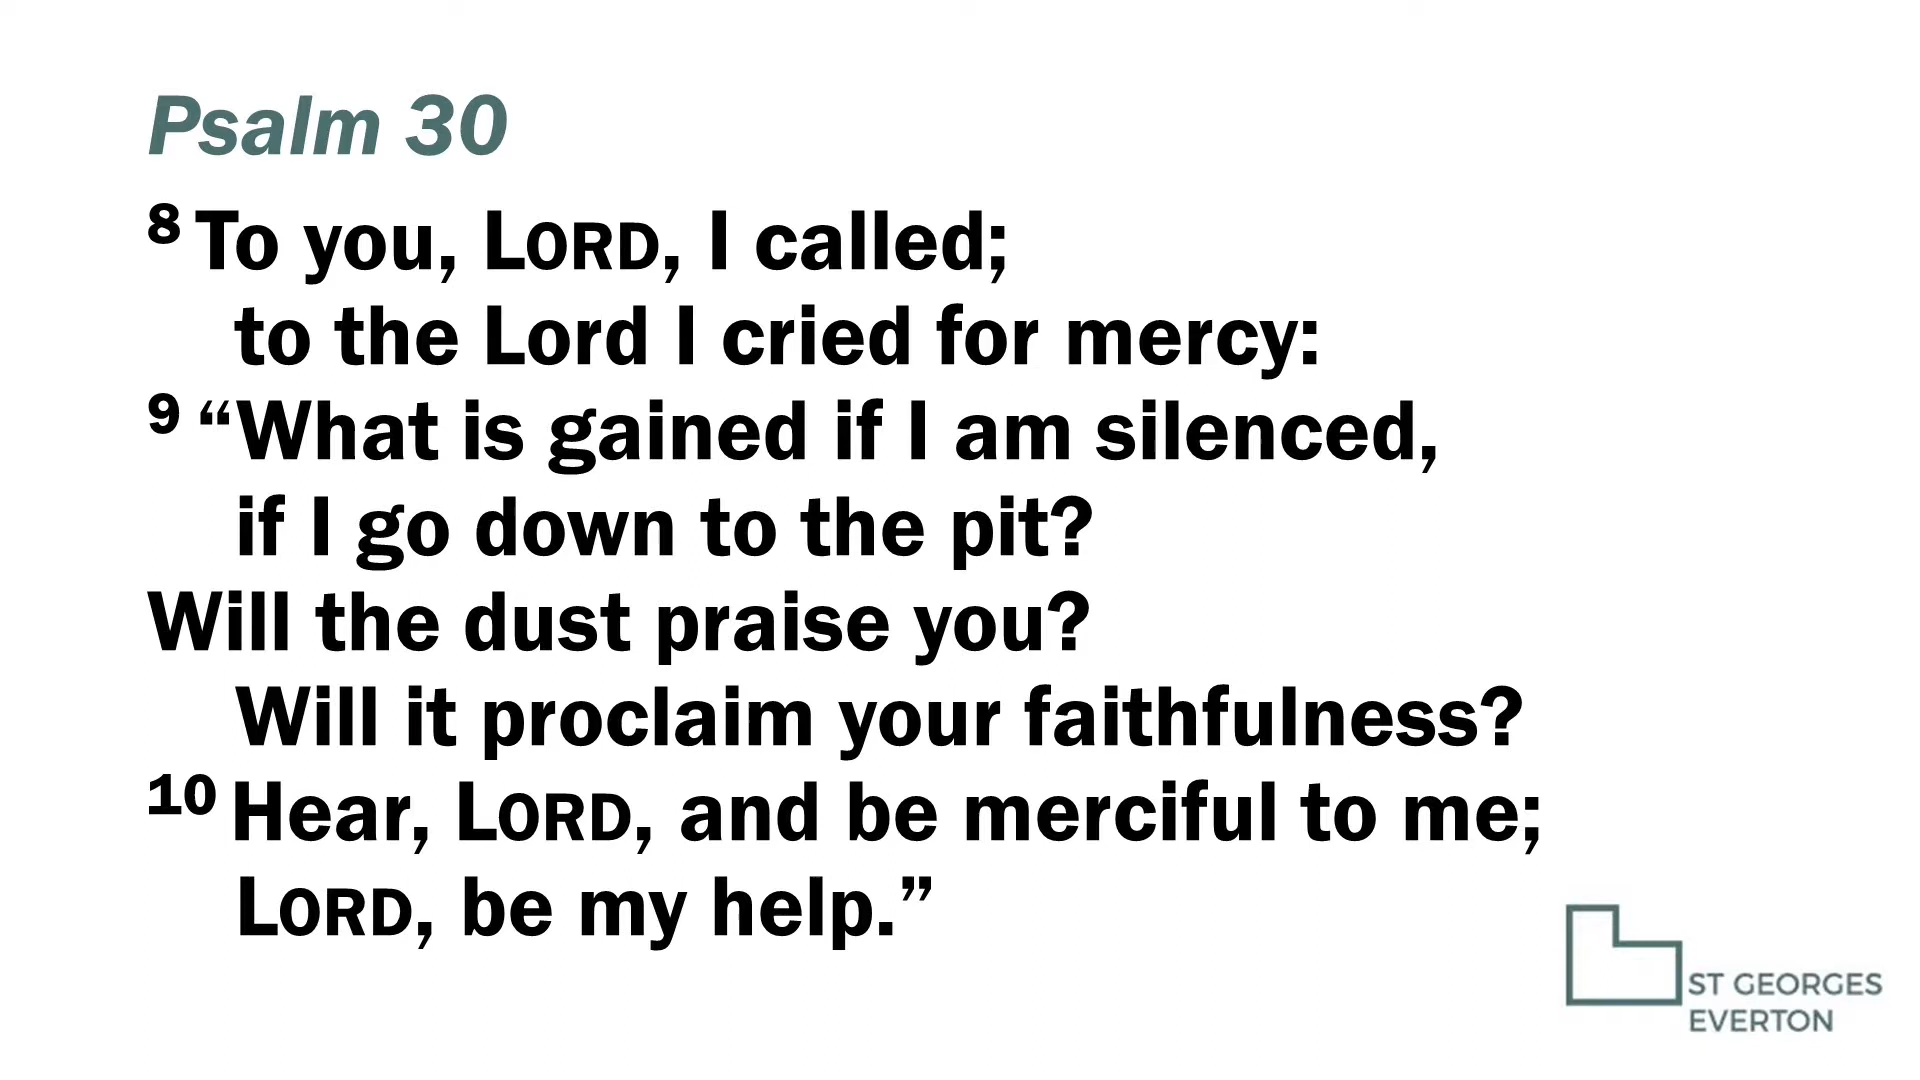 Psalm 30
8 To you, LORD, I called;
to the Lord I cried for mercy:
9 “What is gained if I am silenced,
if I go down to the pit?
Will the dust praise you?
Will it proclaim your faithfulness?
10 Hear, LORD, and be merciful to me;
LORD, be my help.”
ST GEORGES
EVERTON